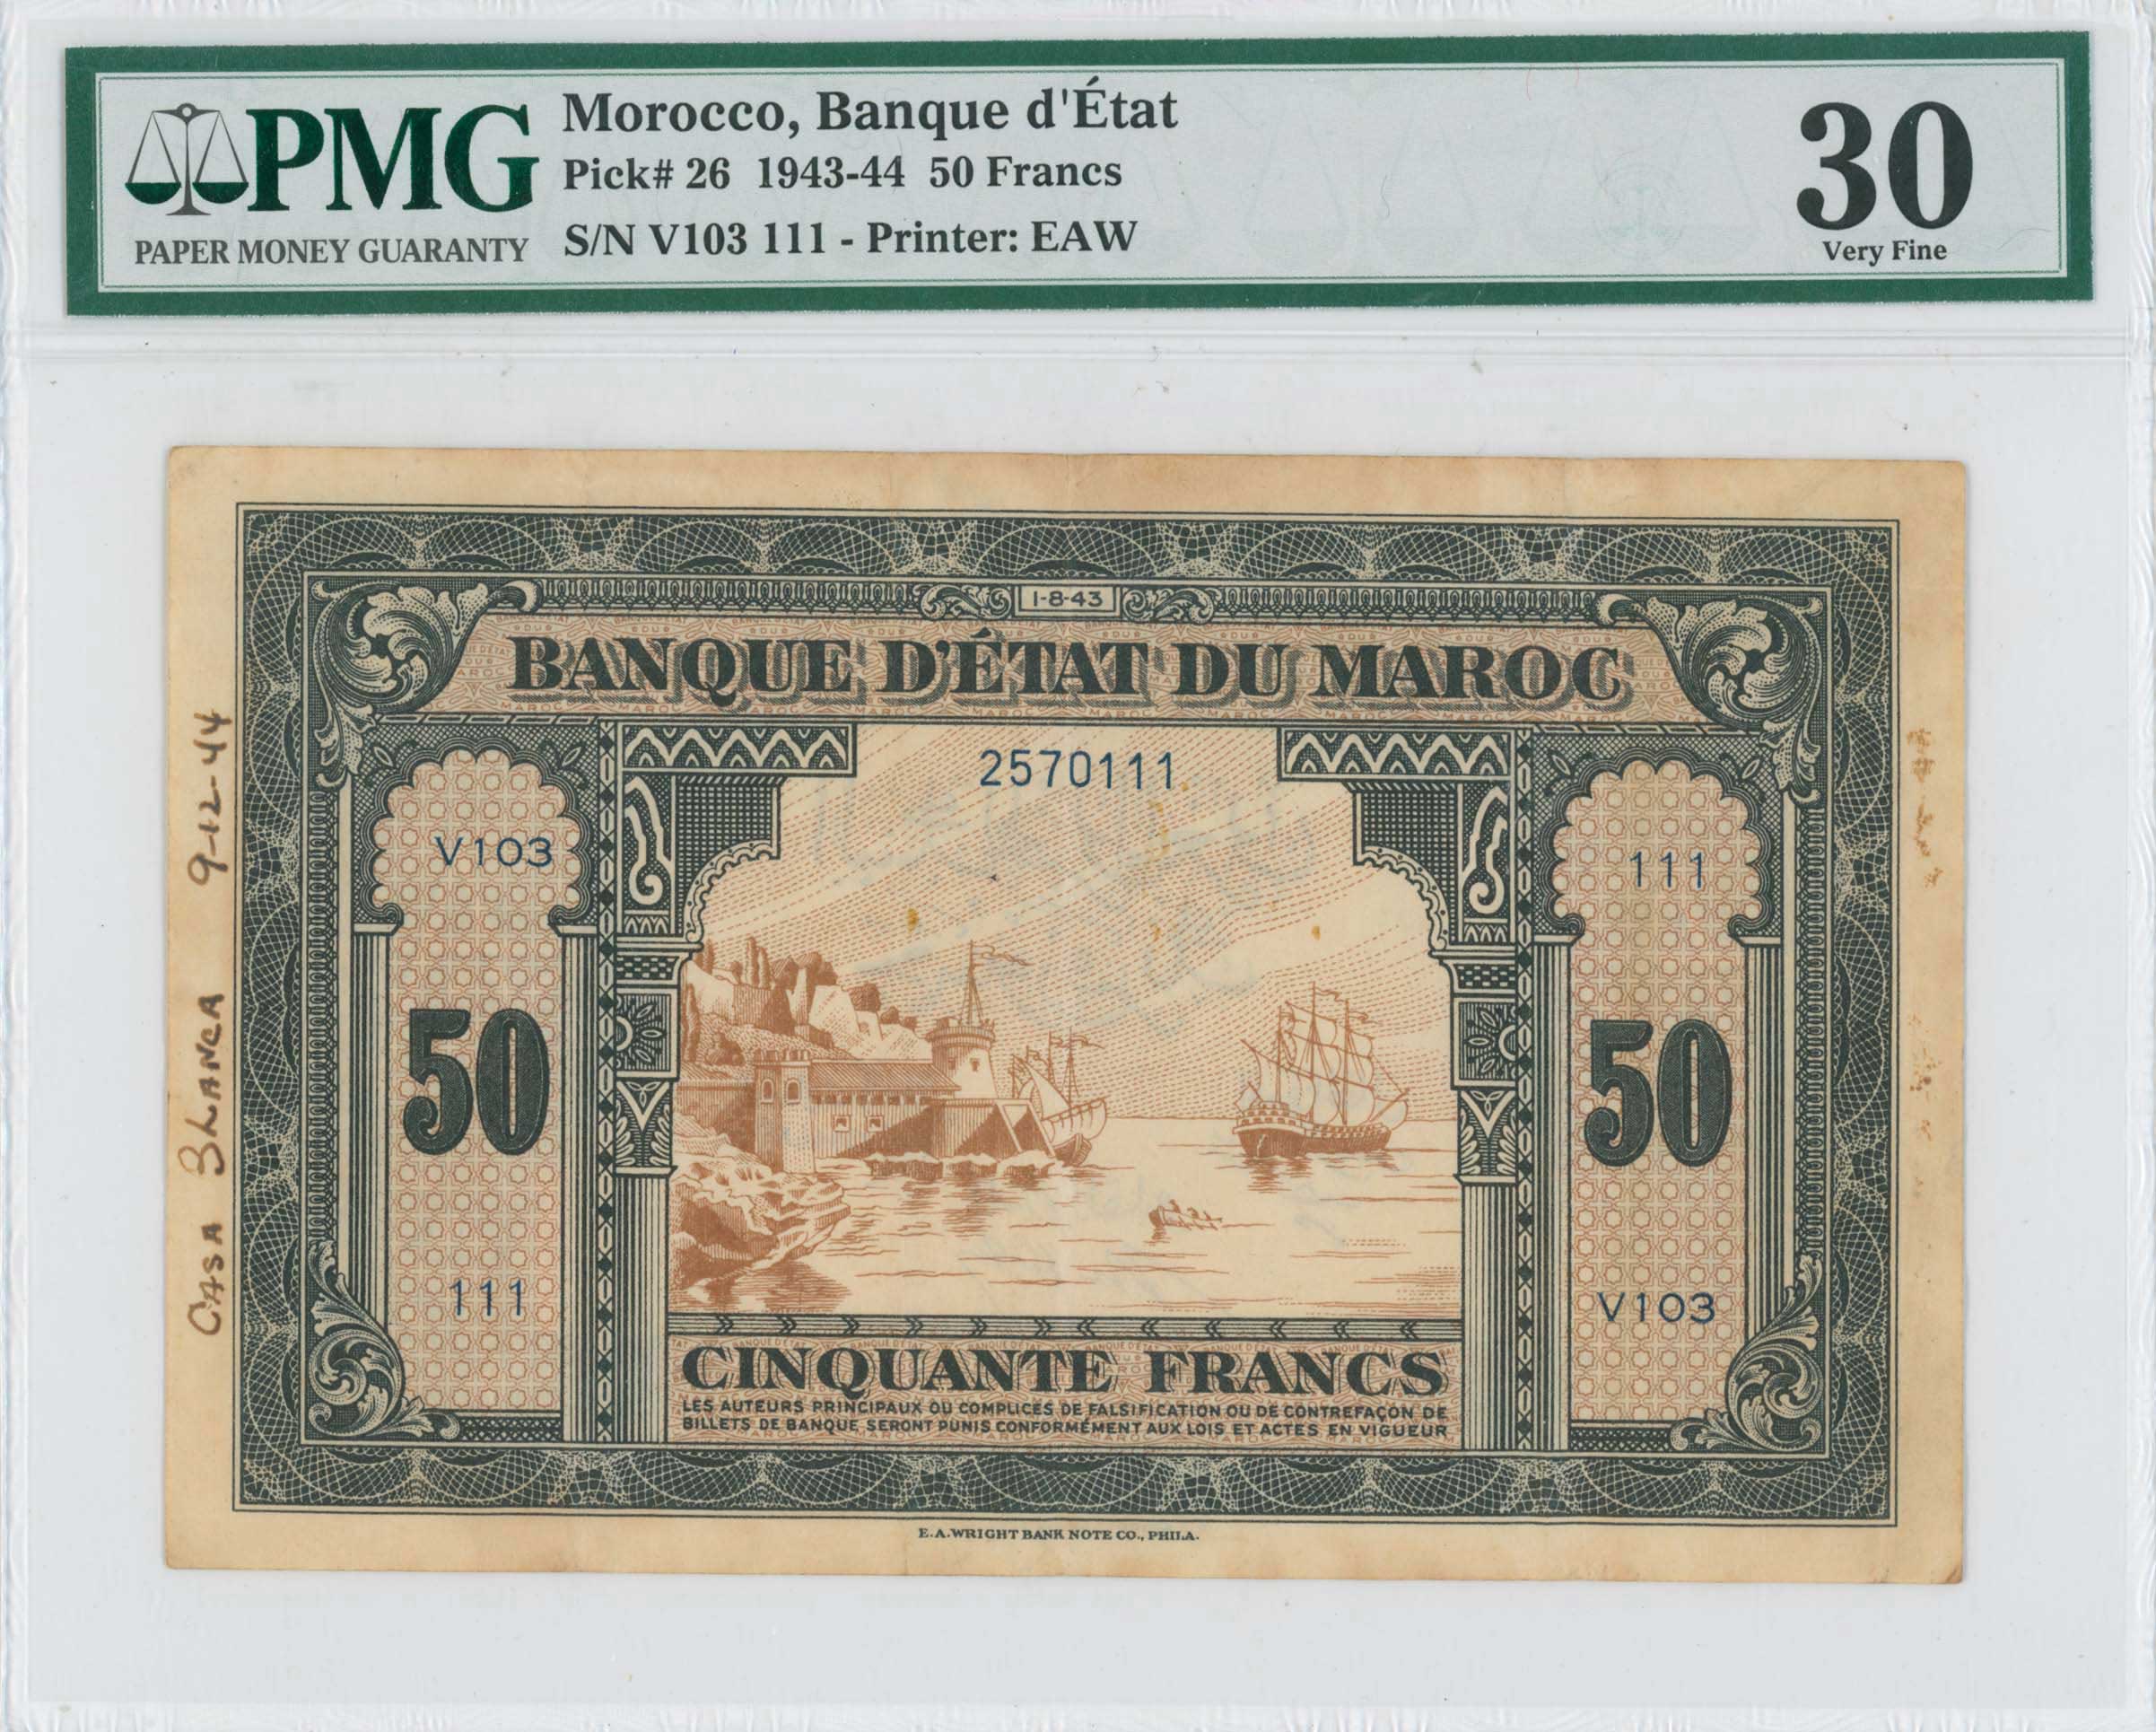 PMG
PAPER MONEY GUARANTY
Morocco, Banque d'État
Pick# 26 1943-44 50 Francs
S/N V103 111 - Printer: EAW
30
Very Fine
1-8-43
BANQUE D'ÉTAT DU MAROC
2570111
V103
111
50
50
111
V103
CINQUANTE FRANCS
LES AUTEURS PRINCIPAUX OU COMPLICES DE FALSIFICATION OU DE CONTREFAÇON DE
BILLETS DE BANQUE SERONT PUNIS CONFORMÉMENT AUX LOIS ET ACTES EN VIGUEUR
E.A.WRIGHT BANK NOTE CO., PHILA.
CASA BLANCA 9-12-44